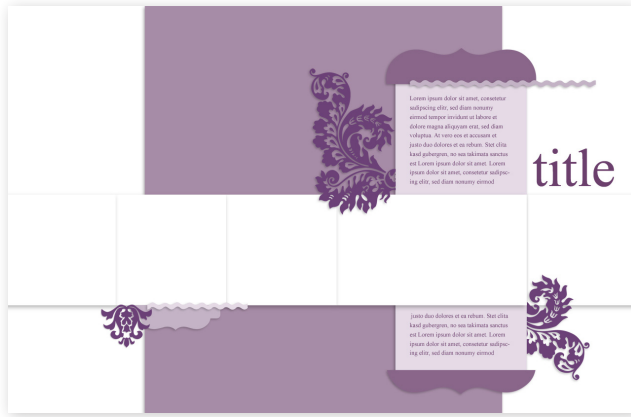 Lorem ipsum dolor sit amet, consetetur
sadipscing elitr, sed diam nonumy
eirmod tempor invidunt ut labore et
dolore magna aliquyam erat, sed diam
voluptua. At vero eos et accusam et
justo duo dolores et ea rebum. Stet clita
kasd gubergren, no sea takimata sanctus
est Lorem ipsum dolor sit amet. Lorem
ipsum dolor sit amet, consetetur sadipsc-
ing elitr, sed diam nonumy eirmod
title
justo duo dolores et ea rebum. Stet clita
kasd gubergren, no sea takimata sanctus
est Lorem ipsum dolor sit amet. Lorem
ipsum dolor sit amet, consetetur sadipsc-
ing elitr, sed diam nonumy eirmod